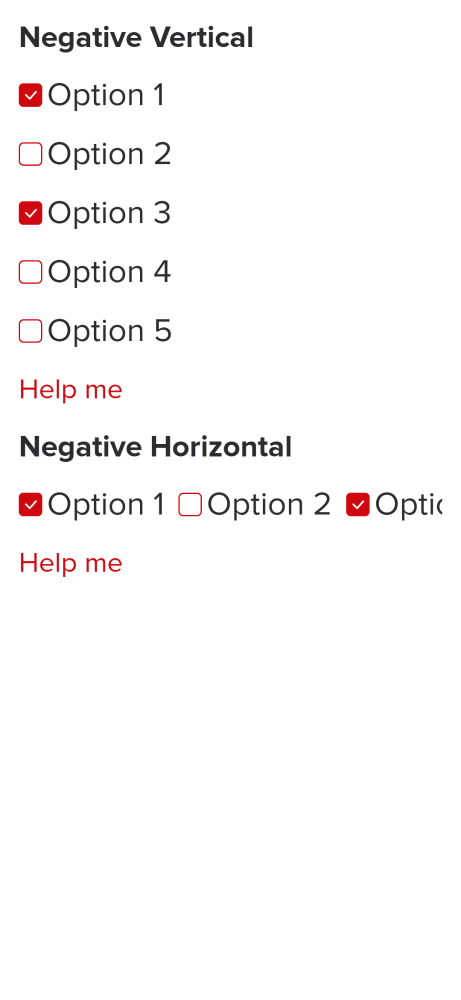 Negative Vertical
Option 1
Option 2
Option 3
Option 4
Option 5
Help me
Negative Horizontal
Option 1 Option 2
Help me